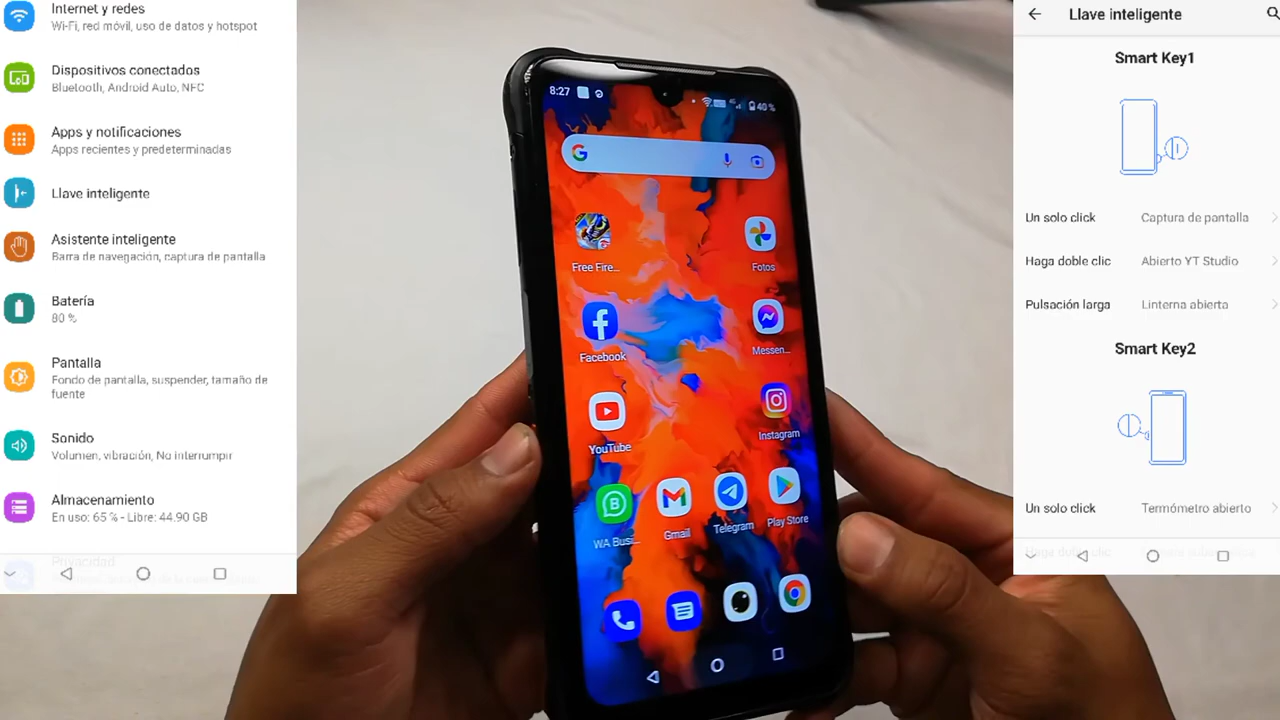 Internet y redes
Wi-Fi, red móvil, uso de datos y hotspot
Dispositivos conectados
Bluetooth, Android Auto, NFC
Apps y notificaciones
Apps recientes y predeterminadas
Llave inteligente
Asistente inteligente
Barra de navegación, captura de pantalla
Batería
80 %
Pantalla
Fondo de pantalla, suspender, tamaño de
fuente
Sonido
Volumen, vibración, No interrumpir
Almacenamiento
En uso: 65 % - Libre: 44.90 GB
Privacidad
8:27
40 %
Free Fire...
Fotos
Facebook
Messen...
YouTube
Instagram
WA Busi...
Gmail
Telegram
Play Store
Llave inteligente
Smart Key1
Un solo click Captura de pantalla
Haga doble clic Abierto YT Studio
Pulsación larga Linterna abierta
Smart Key2
Un solo click Termómetro abierto
Haga doble clic